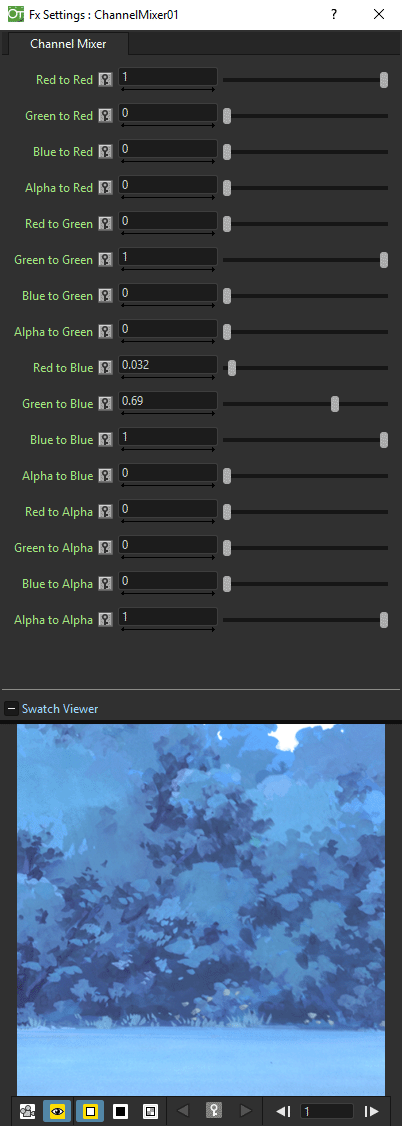 OT Fx Settings : ChannelMixer01 ?
Channel Mixer
Red to Red 1
Green to Red 0
Blue to Red 0
Alpha to Red 0
Red to Green 0
Green to Green 1
Blue to Green 0
Alpha to Green 0
Red to Blue 0.032
Green to Blue 0.69
Blue to Blue 1
Alpha to Blue 0
Red to Alpha 0
Green to Alpha 0
Blue to Alpha 0
Alpha to Alpha 1
Swatch Viewer
1